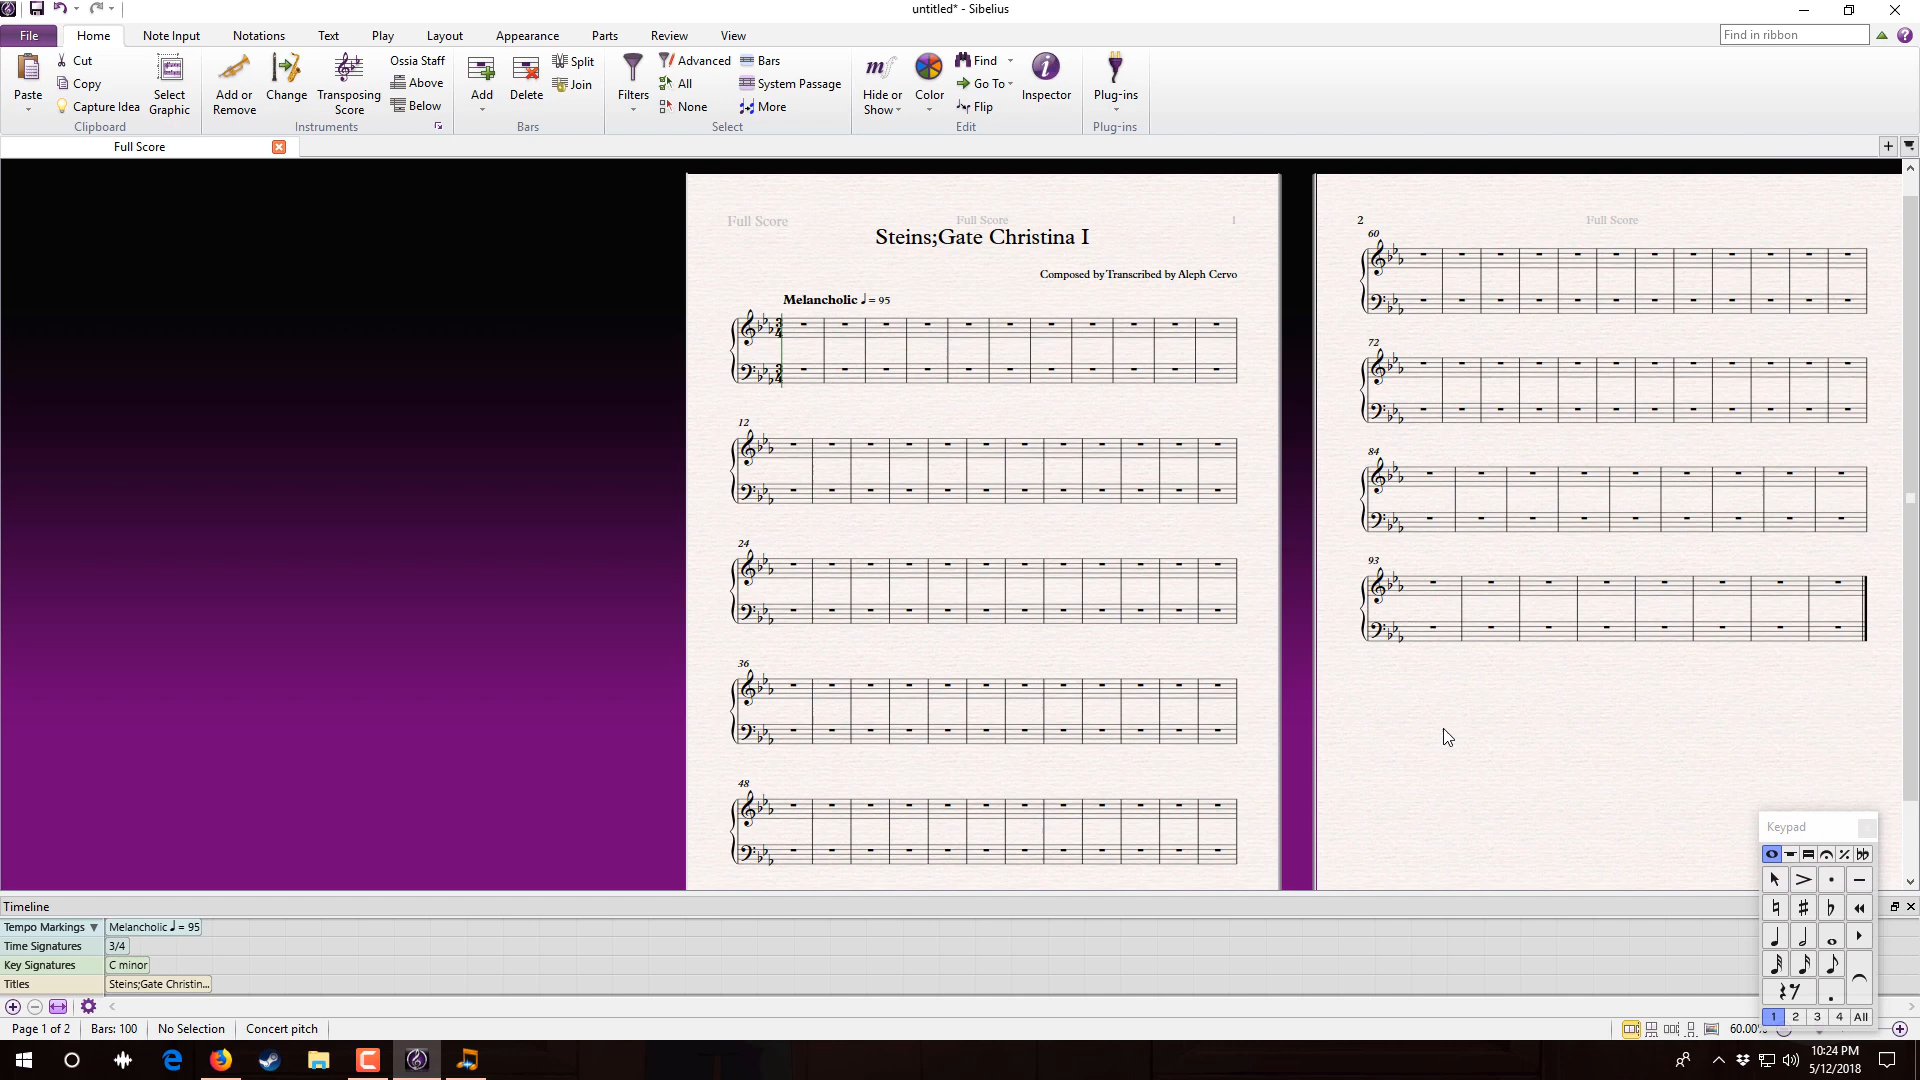 untitled* - Sibelius
File Home Note Input Notations Text Play Layout Appearance Parts Review View
Find in ribbon
Paste
Cut
Copy
Capture Idea
Select Graphic
Clipboard
Add or Remove
Change
Transposing Score
Ossia Staff
Above
Below
Instruments
Add
Delete
Split
Join
Bars
Filters
Advanced
All
None
Bars
System Passage
More
Select
Hide or Show
Color
Find
Go To
Flip
Inspector
Edit
Plug-ins
Plug-ins
Full Score
Full Score
Full Score
1
Steins;Gate Christina I
Composed by Transcribed by Aleph Cervo
Melancholic ♩ = 95
3
4
3
4
12
24
36
48
2
Full Score
60
72
84
93
Keypad
1 2 3 4 All
Timeline
Tempo Markings Melancholic ♩ = 95
Time Signatures 3/4
Key Signatures C minor
Titles Steins;Gate Christin...
Page 1 of 2 Bars: 100 No Selection Concert pitch
60.00%
10:24 PM
5/12/2018